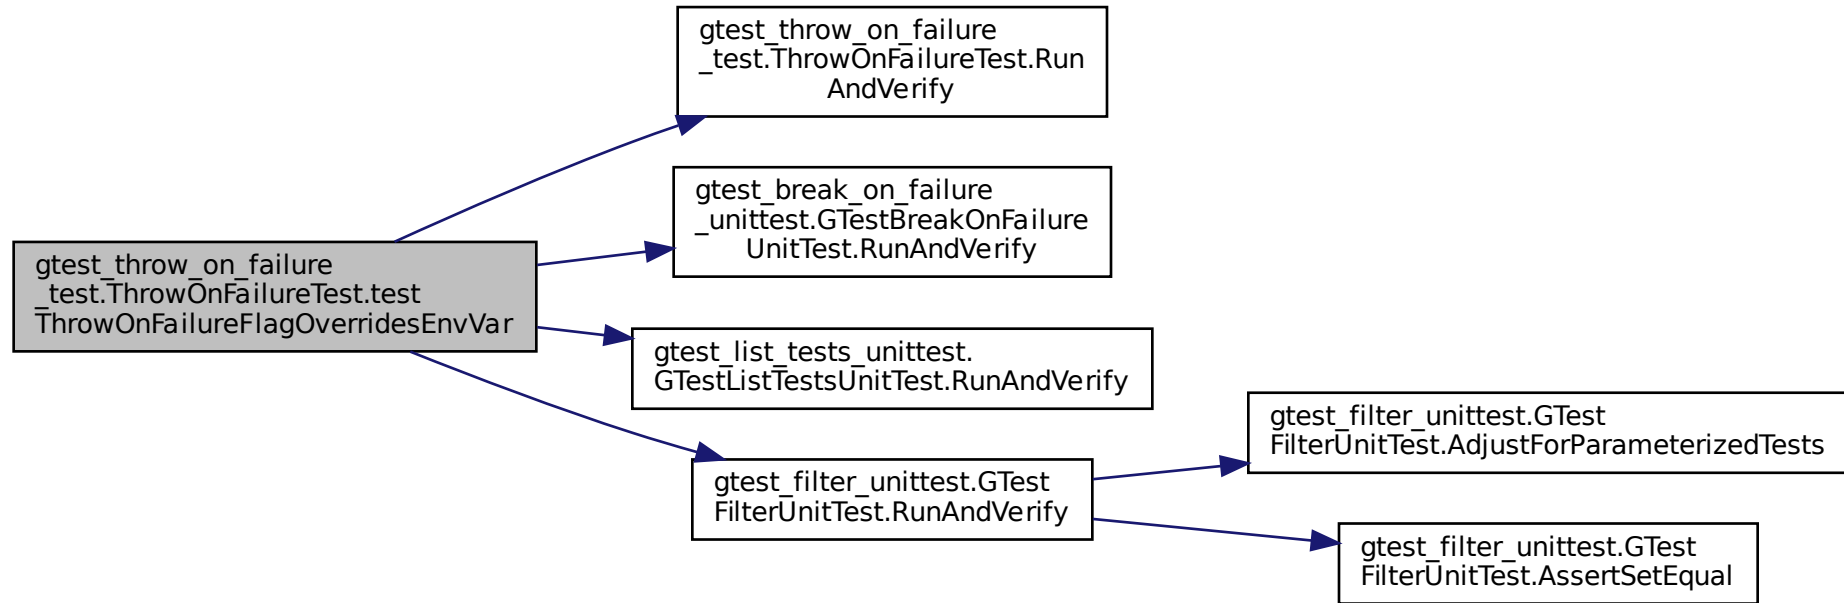 gtest_throw_on_failure
_test.ThrowOnFailureTest.Run
AndVerify
gtest_break_on_failure
_unittest.GTestBreakOnFailure
UnitTest.RunAndVerify
gtest_throw_on_failure
_test.ThrowOnFailureTest.test
ThrowOnFailureFlagOverridesEnvVar
gtest_list_tests_unittest.
GTestListTestsUnitTest.RunAndVerify
gtest_filter_unittest.GTest
FilterUnitTest.RunAndVerify
gtest_filter_unittest.GTest
FilterUnitTest.AdjustForParameterizedTests
gtest_filter_unittest.GTest
FilterUnitTest.AssertSetEqual